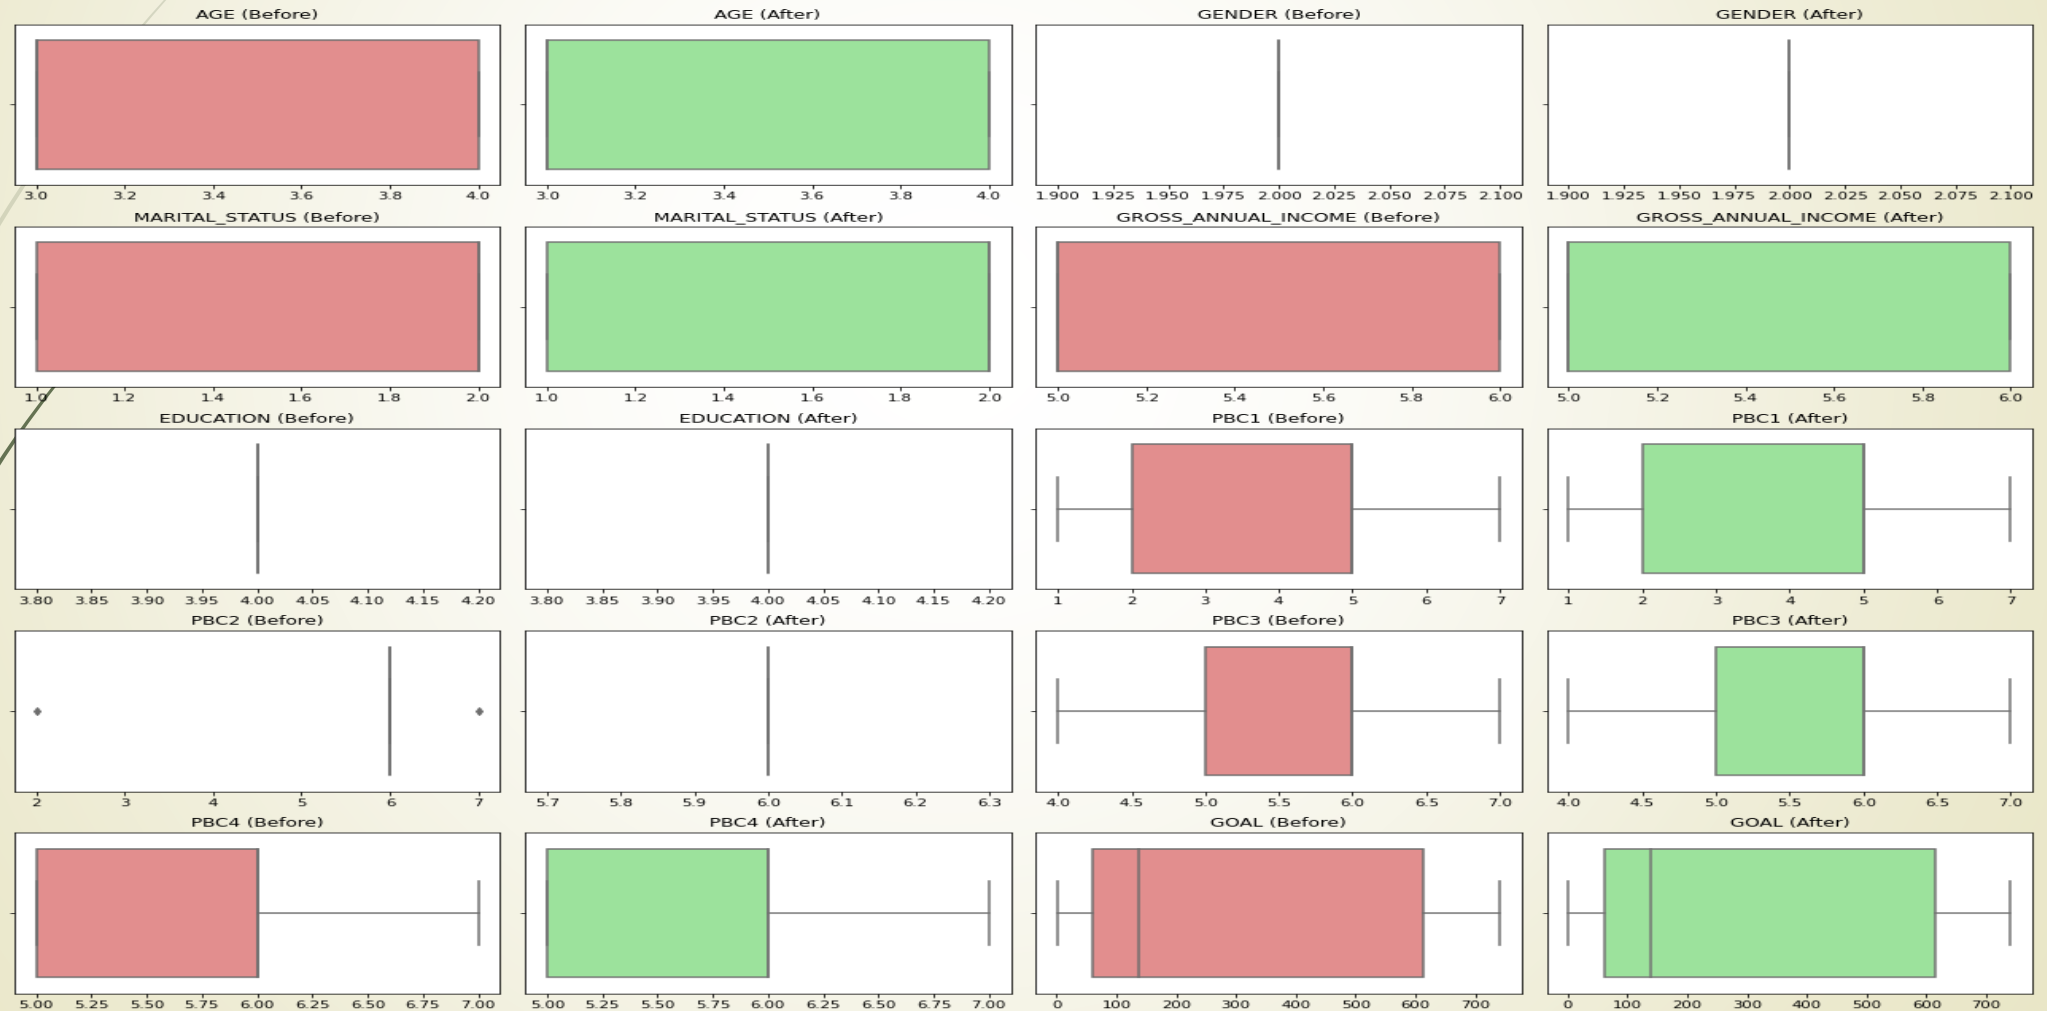 AGE (Before) AGE (After) GENDER (Before) GENDER (After)
3.0 3.2 3.4 3.6 3.8 4.0 3.0 3.2 3.4 3.6 3.8 4.0 1.900 1.925 1.950 1.975 2.000 2.025 2.050 2.075 2.100 1.900 1.925 1.950 1.975 2.000 2.025 2.050 2.075 2.100
MARITAL_STATUS (Before) MARITAL_STATUS (After) GROSS_ANNUAL_INCOME (Before) GROSS_ANNUAL_INCOME (After)
1.0 1.2 1.4 1.6 1.8 2.0 1.0 1.2 1.4 1.6 1.8 2.0 5.0 5.2 5.4 5.6 5.8 6.0 5.0 5.2 5.4 5.6 5.8 6.0
EDUCATION (Before) EDUCATION (After) PBC1 (Before) PBC1 (After)
3.80 3.85 3.90 3.95 4.00 4.05 4.10 4.15 4.20 3.80 3.85 3.90 3.95 4.00 4.05 4.10 4.15 4.20 1 2 3 4 5 6 7 1 2 3 4 5 6 7
PBC2 (Before) PBC2 (After) PBC3 (Before) PBC3 (After)
2 3 4 5 6 7 5.7 5.8 5.9 6.0 6.1 6.2 6.3 4.0 4.5 5.0 5.5 6.0 6.5 7.0 4.0 4.5 5.0 5.5 6.0 6.5 7.0
PBC4 (Before) PBC4 (After) GOAL (Before) GOAL (After)
5.00 5.25 5.50 5.75 6.00 6.25 6.50 6.75 7.00 5.00 5.25 5.50 5.75 6.00 6.25 6.50 6.75 7.00 0 100 200 300 400 500 600 700 0 100 200 300 400 500 600 700